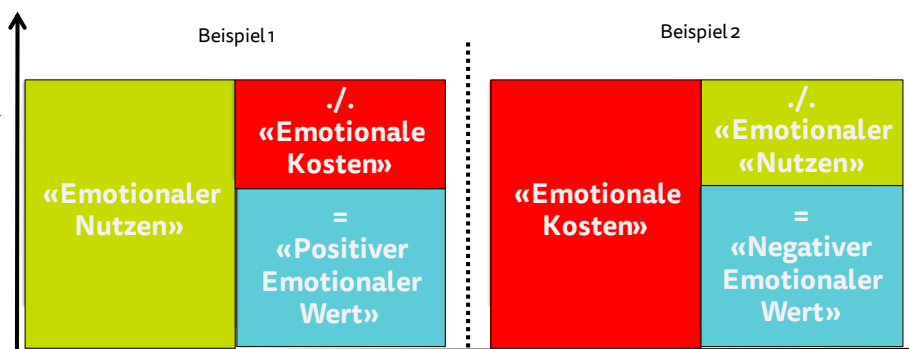 Beispiel 1
«Emotionaler
Nutzen»
./.
«Emotionale
Kosten»
=
«Positiver
Emotionaler
Wert»
Beispiel 2
«Emotionale
Kosten»
./.
«Emotionaler
«Nutzen»
=
«Negativer
Emotionaler
Wert»